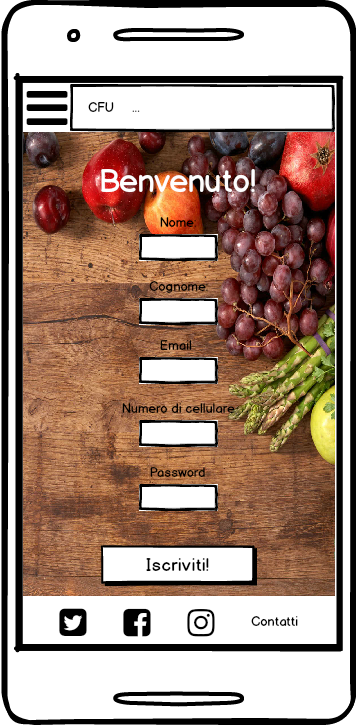 CFU ...
Benvenuto!
Nome
Cognome
Email
Numero di cellulare
Password
Iscriviti!
Contatti